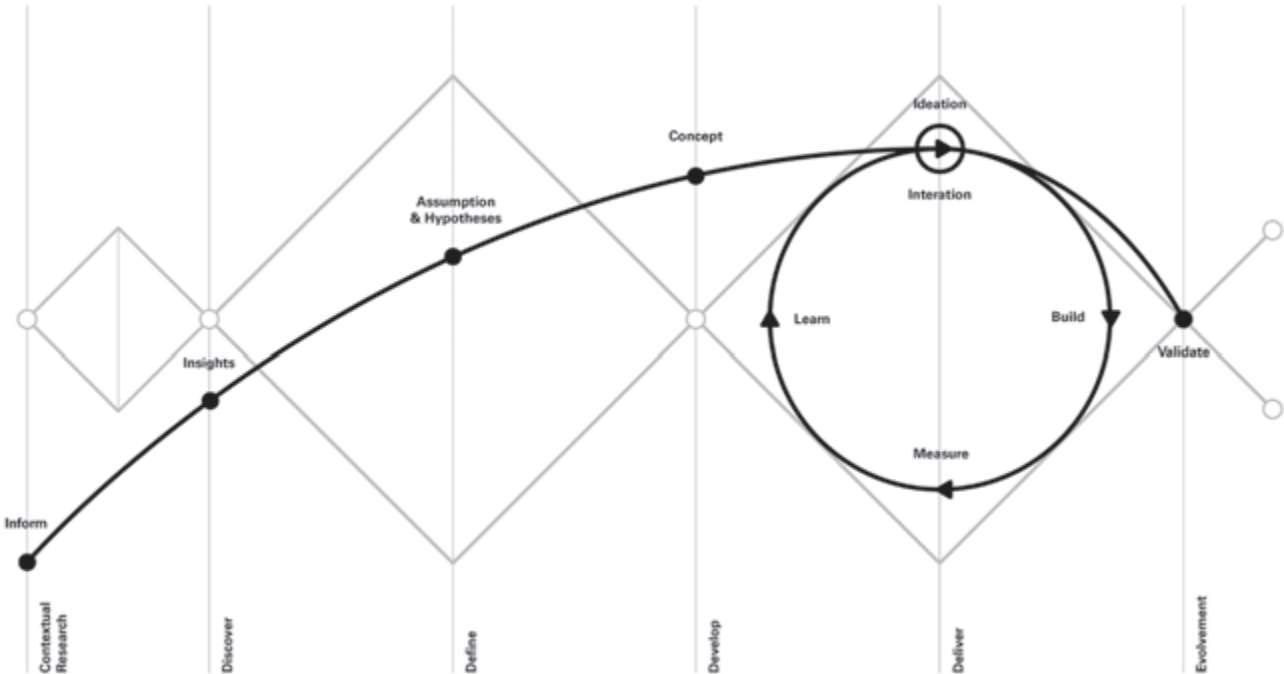 Ideation
Concept
Interation
Assumption
& Hypotheses
Learn
Build
Validate
Insights
Measure
Inform
Contextual
Research
Discover
Define
Develop
Deliver
Evolvement